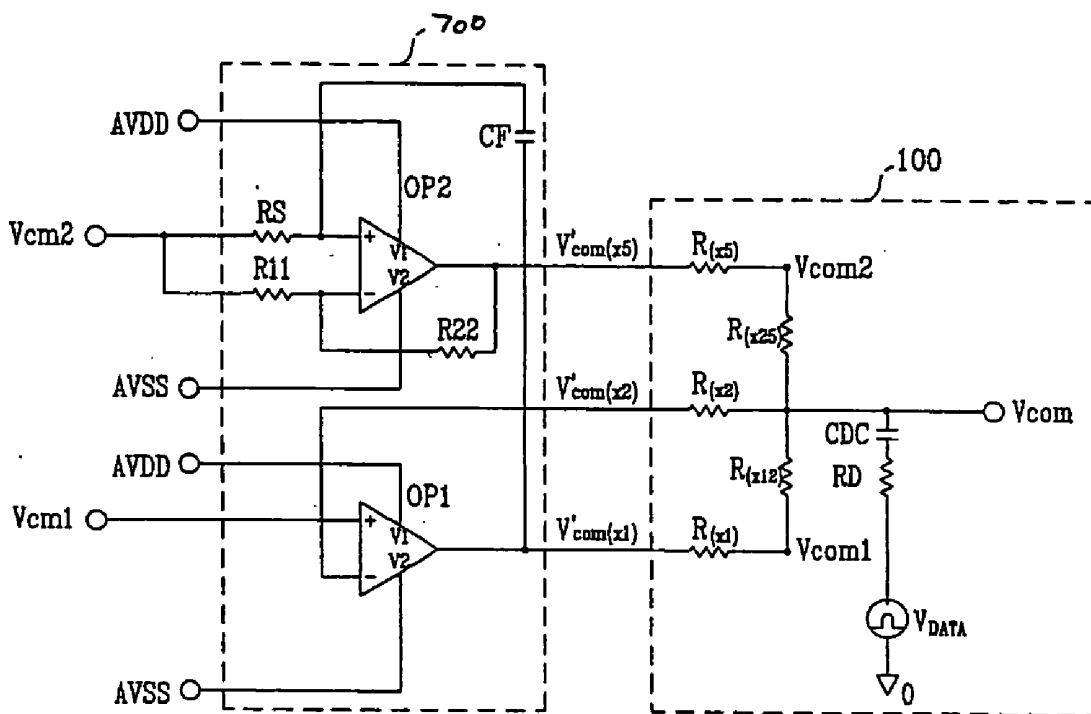 700
AVDD
CF
100
OP2
Vcm2
RS
+
V1
V'com(x5)
R(x5)
Vcom2
R11
V2
-
R22
R(x25)
AVSS
V'com(x2)
R(x2)
Vcom
CDC
AVDD
OP1
R(x12)
RD
Vcm1
+
V1
V'com(x1)
R(x1)
Vcom1
V2
-
VDATA
AVSS
0